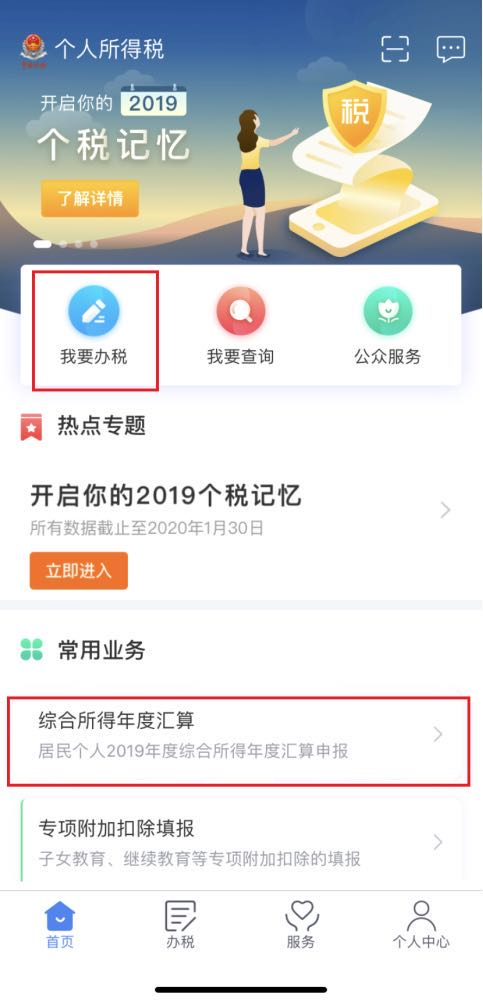 个人所得税
开启你的 2019
税
个税记忆
了解详情
我要办税
我要查询
公众服务
热点专题
开启你的2019个税记忆
所有数据截止至2020年1月30日
立即进入
常用业务
综合所得年度汇算
居民个人2019年度综合所得年度汇算申报
专项附加扣除填报
子女教育、继续教育等专项附加扣除的填报
首页
办税
服务
个人中心